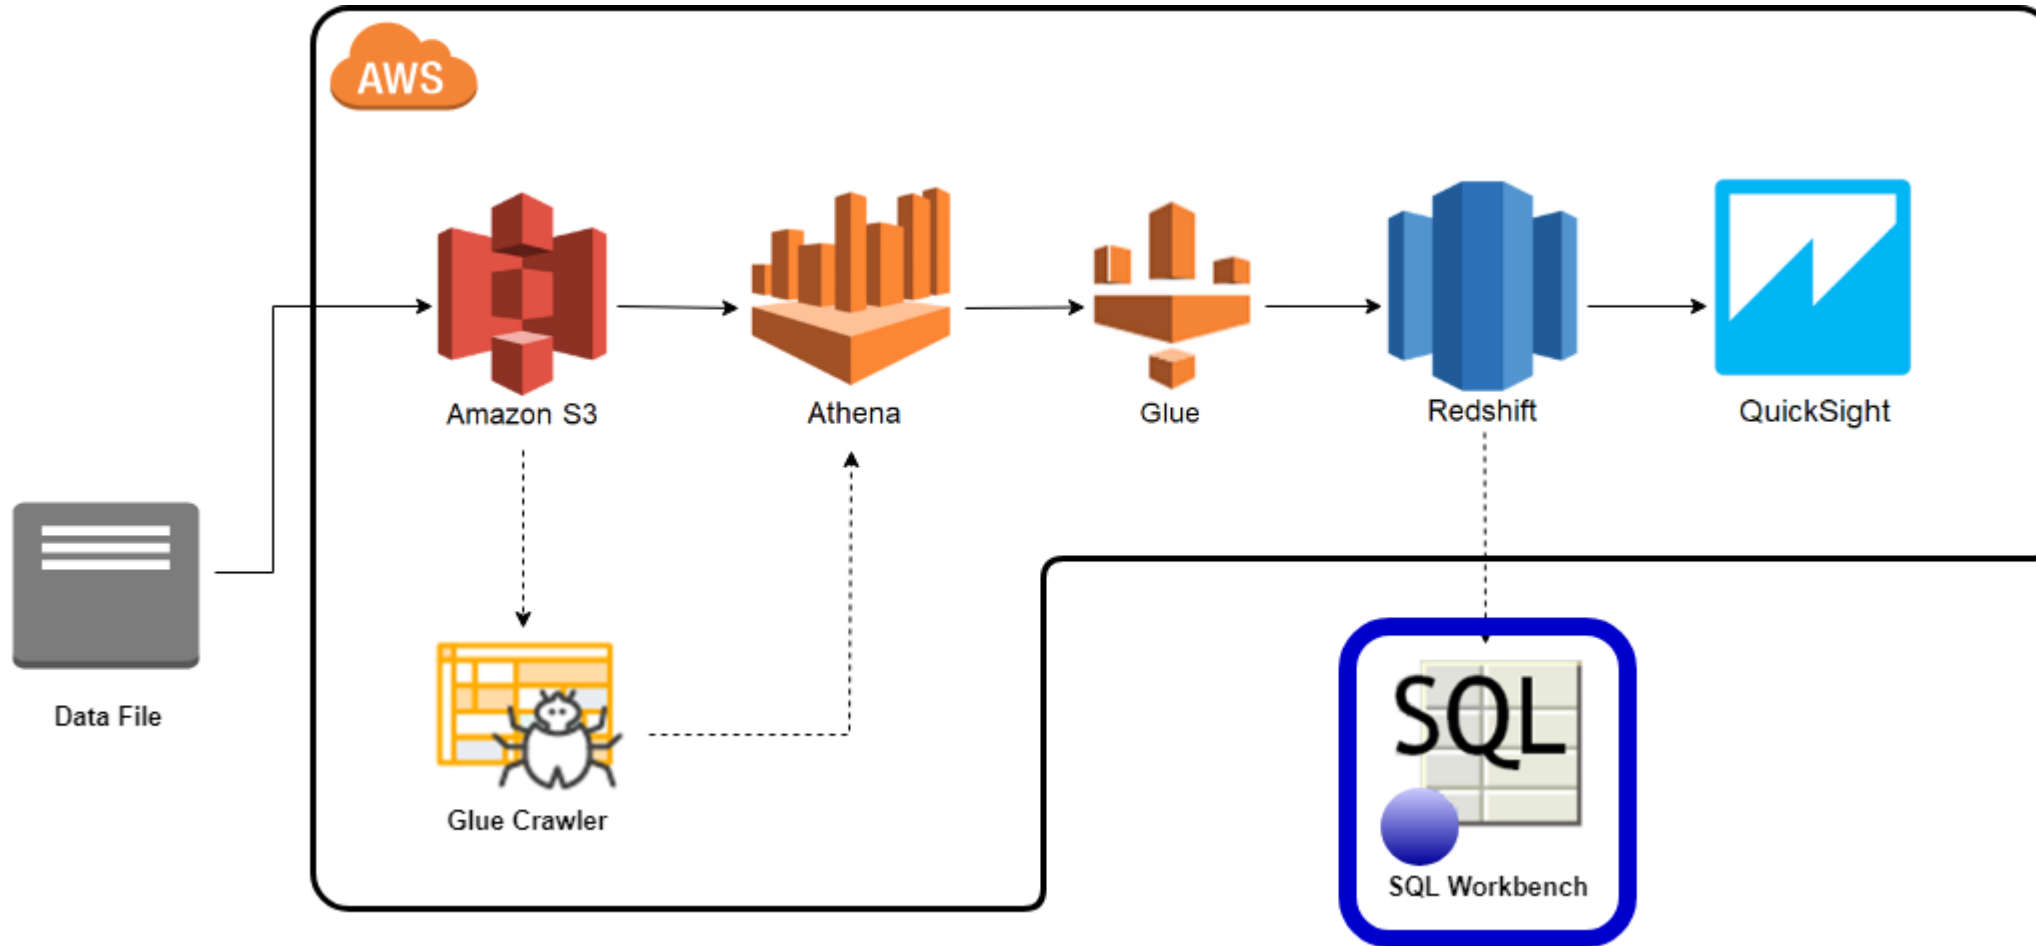 AWS
Amazon S3
Athena
Glue
Redshift
QuickSight
Data File
Glue Crawler
SQL
SQL Workbench